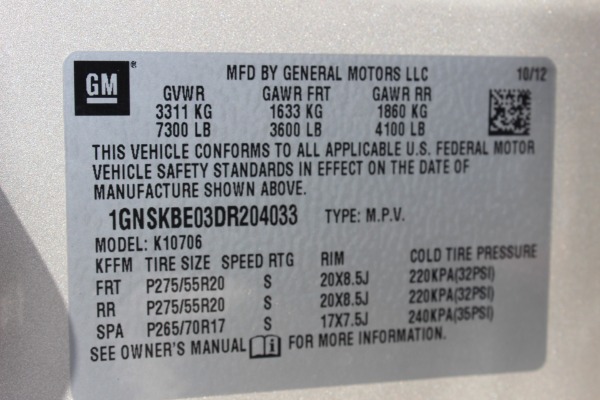 GM®
MFD BY GENERAL MOTORS LLC 10/12
GVWR GAWR FRT GAWR RR
3311 KG 1633 KG 1860 KG
7300 LB 3600 LB 4100 LB
THIS VEHICLE CONFORMS TO ALL APPLICABLE U.S. FEDERAL MOTOR
VEHICLE SAFETY STANDARDS IN EFFECT ON THE DATE OF
MANUFACTURE SHOWN ABOVE.
1GNSKBE03DR204033 TYPE: M.P.V.
MODEL: K10706
KFFM TIRE SIZE SPEED RTG RIM COLD TIRE PRESSURE
FRT P275/55R20 S 20X8.5J 220KPA(32PSI)
RR P275/55R20 S 20X8.5J 220KPA(32PSI)
SPA P265/70R17 S 17X7.5J 240KPA(35PSI)
SEE OWNER'S MANUAL FOR MORE INFORMATION.